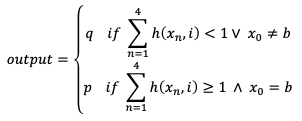 q if ∑_{n=1}^{4} h(x_n, i) < 1 ∨ x_0 ≠ b
output = {
p if ∑_{n=1}^{4} h(x_n, i) ≥ 1 ∧ x_0 = b